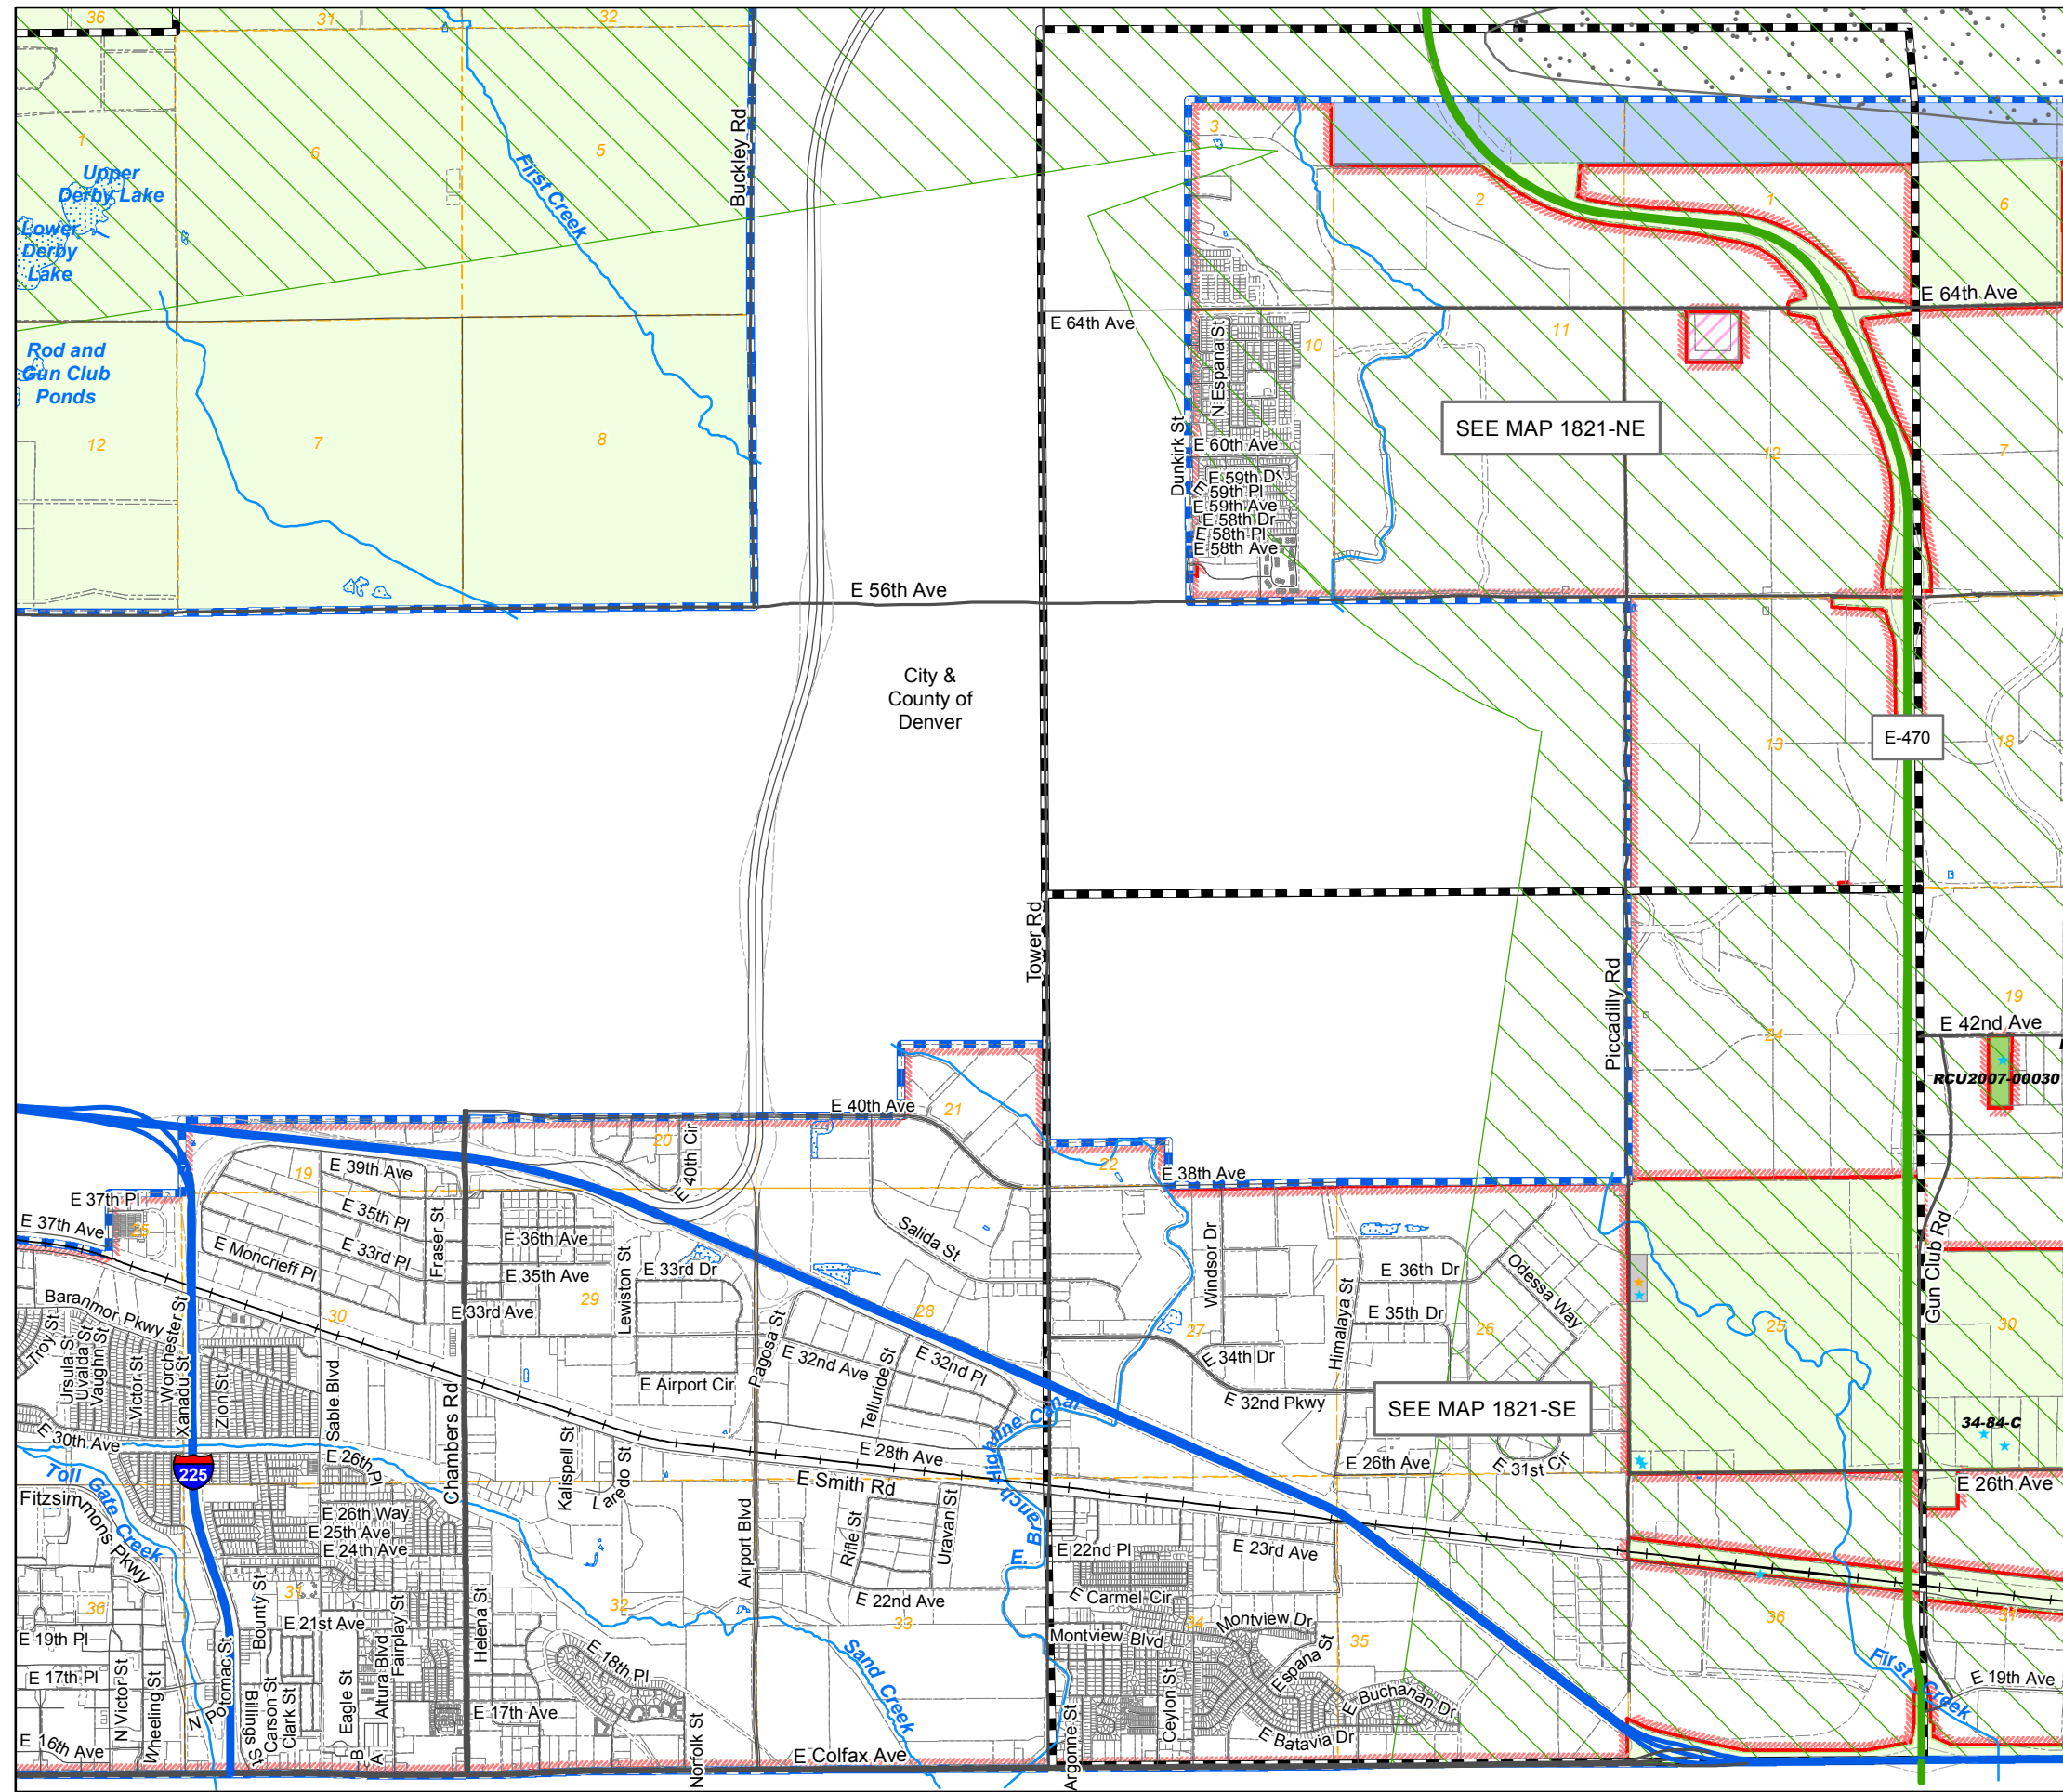 36
31
32
1
6
5
3
2
1
6
Upper
Derby Lake
Lower
Derby
Lake
First Creek
Buckley Rd
E 64th Ave
E 64th Ave
Rod and
Gun Club
Ponds
12
7
8
10
11
12
7
N Espana St
Dunkirk St
SEE MAP 1821-NE
E 60th Ave
E 59th Dr
E 59th Pl
E 59th Ave
E 58th Dr
E 58th Pl
E 58th Ave
E 56th Ave
City &
County of
Denver
13
18
E-470
Tower Rd
Piccadilly Rd
24
19
E 42nd Ave
RCU2007-00030
E 40th Ave
21
20
E 40th Cir
22
E 38th Ave
19
E 39th Ave
E 37th Pl
E 37th Ave
25
E 35th Pl
E 33rd Pl
E Moncrieff Pl
Fraser St
E 36th Ave
E 35th Ave
E 33rd Ave
29
Lewiston St
E 33rd Dr
Salida St
28
Windsor Dr
27
Himalaya St
E 36th Dr
E 35th Dr
Odessa Way
26
25
30
Gun Club Rd
E 34th Dr
E 32nd Pkwy
SEE MAP 1821-SE
34-84-C
Baranmor Pkwy
Troy St
Ursula St
Uvalda St
Vaughn St
Victor St
Worchester St
Xanadu St
Zion St
30
Sable Blvd
Chambers Rd
E Airport Cir
Pagosa St
E 32nd Ave
Telluride St
E 32nd Pl
E 30th Ave
225
E 26th Pl
Kalispell St
Laredo St
E 28th Ave
E Smith Rd
Highline Canal
E. Branch
E 26th Ave
E 31st Cir
E 26th Ave
Toll Gate Creek
Fitzsimmons Pkwy
E 26th Way
E 25th Ave
E 24th Ave
Airport Blvd
Rifle St
Uravan St
E 22nd Pl
E 23rd Ave
E 22nd Ave
E Carmel Cir
36
31
32
33
34
35
36
31
Bounty St
E 21st Ave
Helena St
E 19th Pl
E 17th Pl
E 16th Ave
N Victor St
Wheeling St
N Potomac St
Billings St
Carson St
Clark St
Eagle St
Altura Blvd
Fairplay St
B
A
E 18th Pl
E 17th Ave
Norfolk St
Sand Creek
E Colfax Ave
Argonne St
Montview Blvd
Montview Dr
Ceylon St
Espana St
E Buchanan Dr
E Batavia Dr
First Creek
E 19th Ave